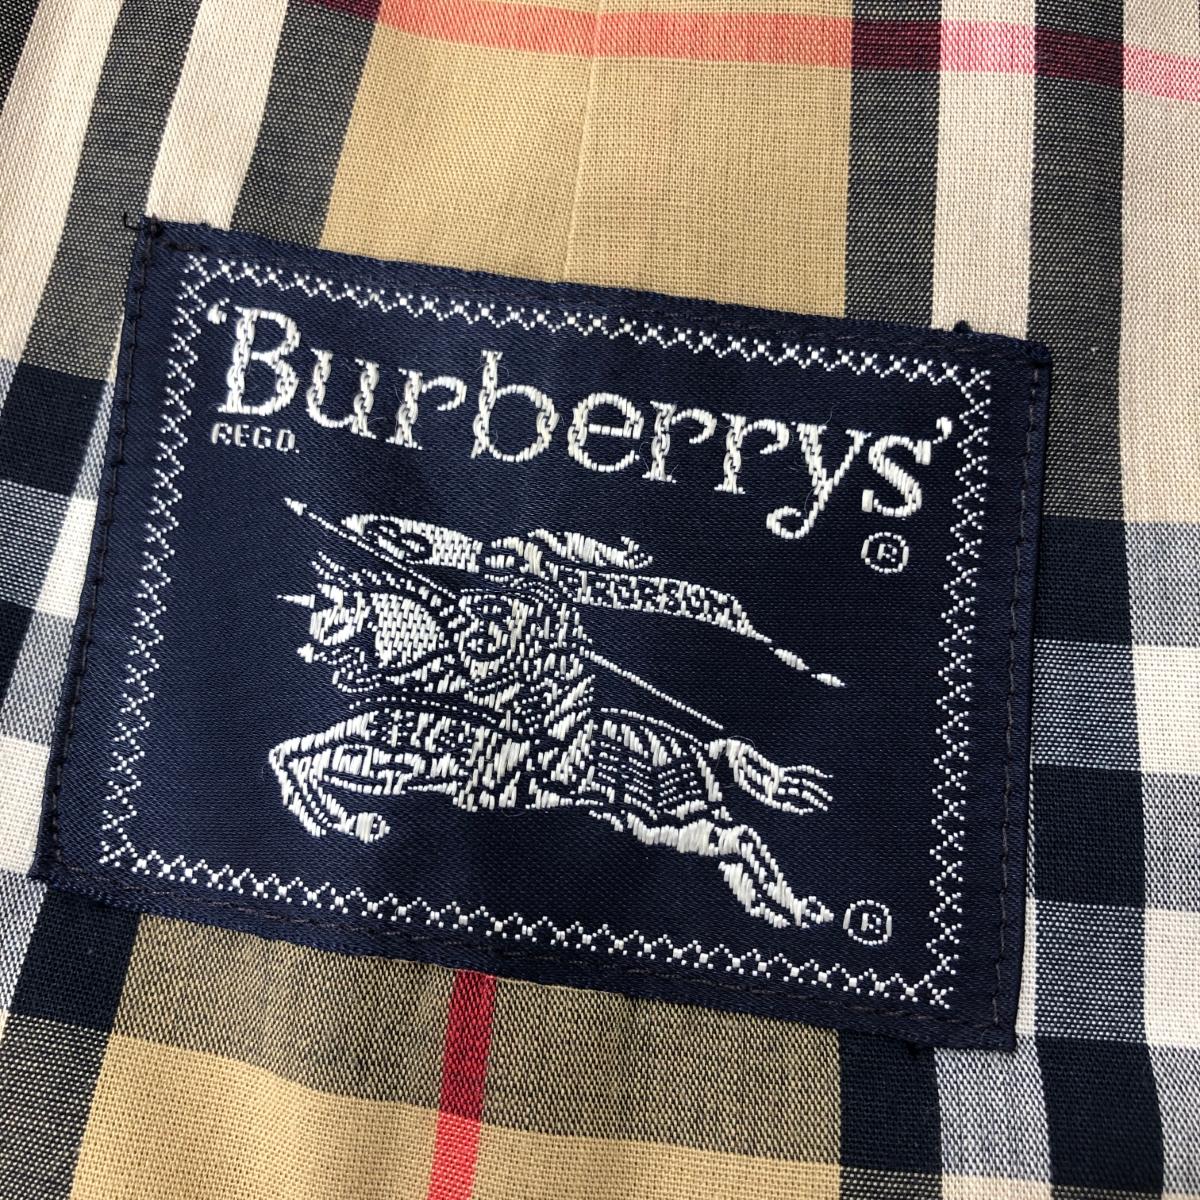 ‘Burberrys’
REGD.
®
®